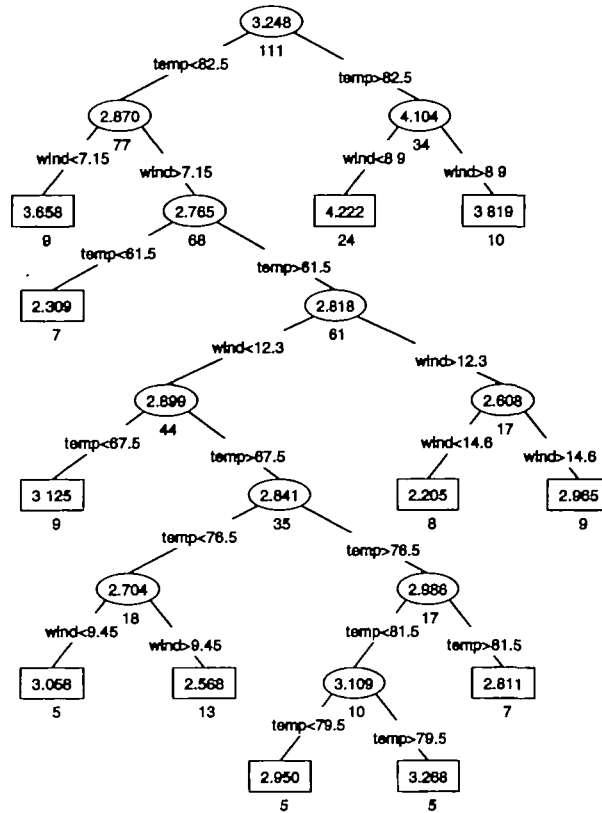 3.248
111
temp<82.5 temp>82.5
2.870 4.104
77 34
wind<7.15 wind>7.15 wind<8 9 wind>8 9
3.658 2.765 4.222 3 819
9 68 24 10
temp<61.5 temp>61.5
2.309 2.818
7 61
wind<12.3 wind>12.3
2.899 2.608
44 17
temp<67.5 temp>67.5 wind<14.6 wind>14.6
3 125 2.841 2.205 2.965
9 35 8 9
temp<76.5 temp>76.5
2.704 2.988
18 17
wind<9.45 wind>9.45 temp<81.5 temp>81.5
3.058 2.568 3.109 2.811
5 13 10 7
temp<79.5 temp>79.5
2.950 3.268
5 5